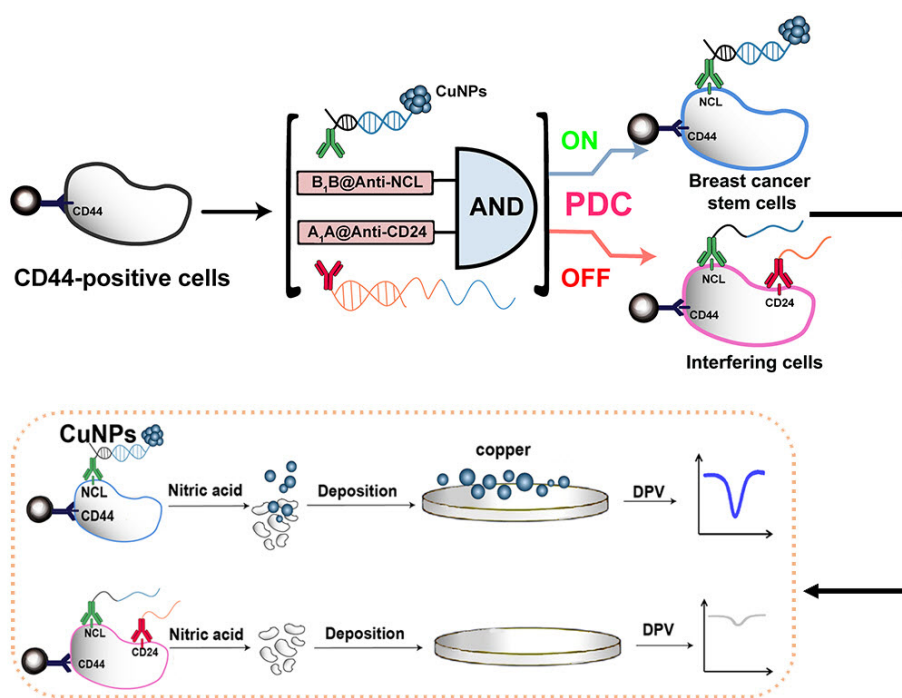 CD44
CD44-positive cells
CuNPs
B₁B@Anti-NCL
A₁A@Anti-CD24
AND
ON
PDC
OFF
NCL
CD44
Breast cancer
stem cells
NCL
CD24
CD44
Interfering cells
CuNPs
NCL
CD44
Nitric acid
Deposition
copper
DPV
NCL
CD24
CD44
Nitric acid
Deposition
DPV